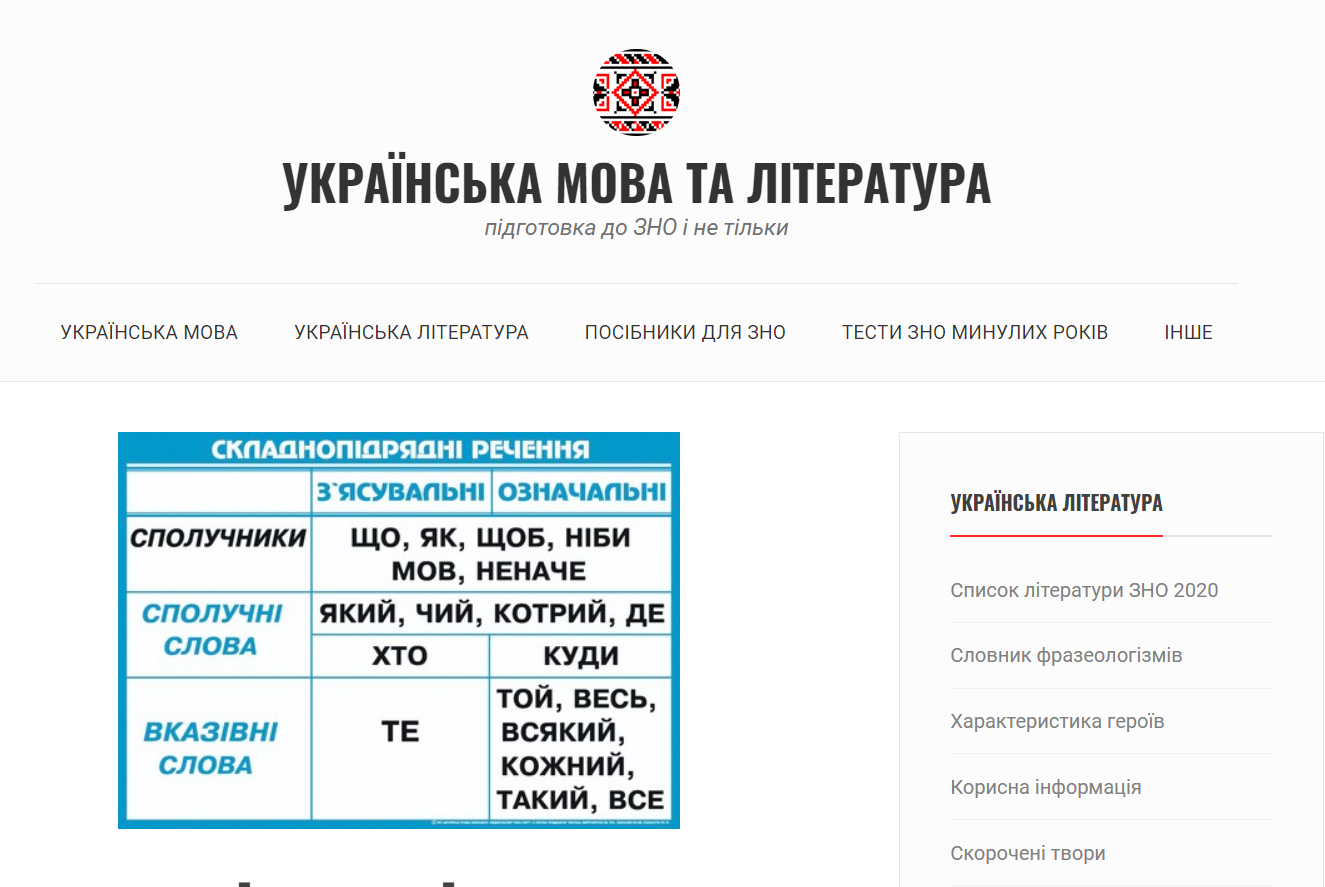 УКРАЇНСЬКА МОВА ТА ЛІТЕРАТУРА
підготовка до ЗНО і не тільки
УКРАЇНСЬКА МОВА УКРАЇНСЬКА ЛІТЕРАТУРА ПОСІБНИКИ ДЛЯ ЗНО ТЕСТИ ЗНО МИНУЛИХ РОКІВ ІНШЕ
СКЛАДНОПІДРЯДНІ РЕЧЕННЯ
З`ЯСУВАЛЬНІ ОЗНАЧАЛЬНІ
СПОЛУЧНИКИ
ЩО, ЯК, ЩОБ, НІБИ
МОВ, НЕНАЧЕ
СПОЛУЧНІ
СЛОВА
ЯКИЙ, ЧИЙ, КОТРИЙ, ДЕ
ХТО КУДИ
ВКАЗІВНІ
СЛОВА
ТЕ
ТОЙ, ВЕСЬ,
ВСЯКИЙ,
КОЖНИЙ,
ТАКИЙ, ВСЕ
УКРАЇНСЬКА ЛІТЕРАТУРА
Список літератури ЗНО 2020
Словник фразеологізмів
Характеристика героїв
Корисна інформація
Скорочені твори